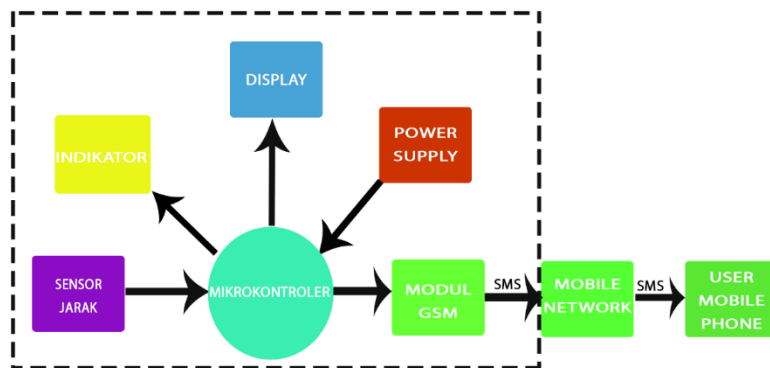 DISPLAY
INDIKATOR
POWER
SUPPLY
SENSOR
JARAK
MIKROKONTROLER
MODUL
GSM
SMS
MOBILE
NETWORK
SMS
USER
MOBILE
PHONE